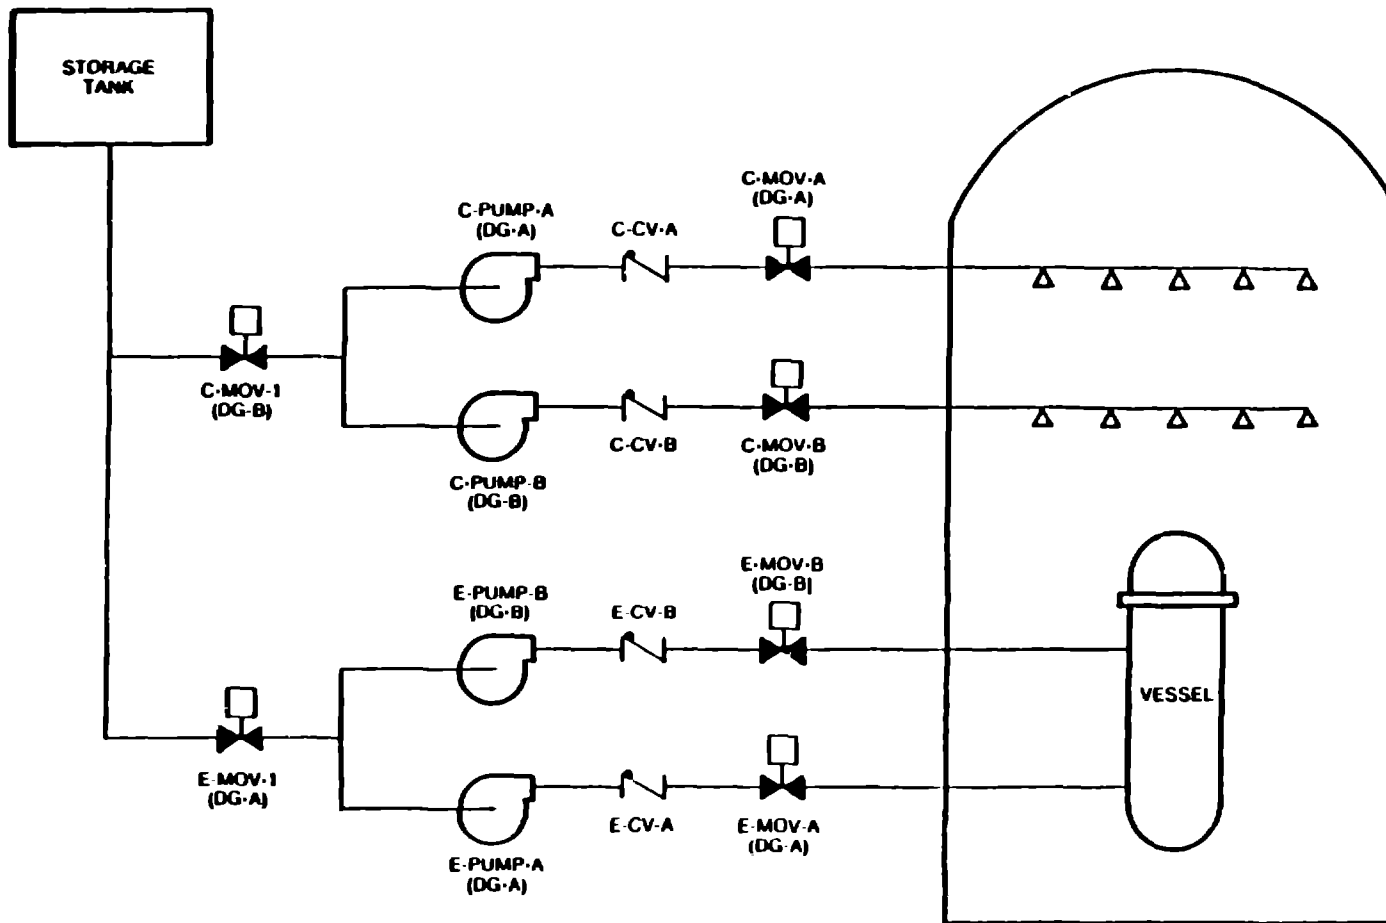 STORAGE
TANK
C·MOV·A
(DG·A)
C-PUMP·A
(DG·A)
C-CV·A
C·MOV-1
(DG-B)
C-CV·B
C·MOV·B
(DG·B)
C·PUMP·B
(DG-B)
E·MOV·B
(DG-B)
E-PUMP-B
(DG·B)
E-CV-B
VESSEL
E·MOV·1
(DG·A)
E-CV-A
E-MOV·A
(DG·A)
E-PUMP·A
(DG·A)